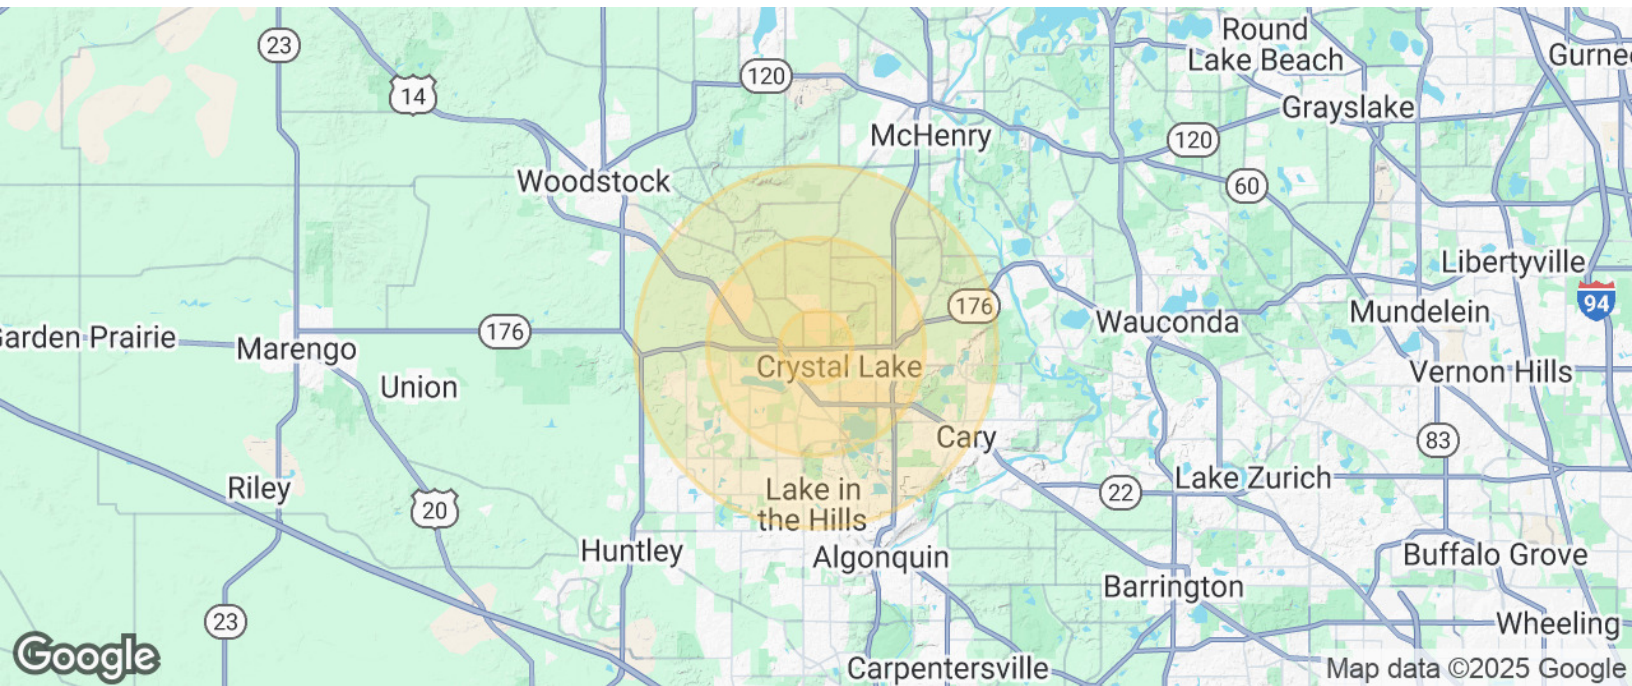 Round
Lake Beach
Gurnee
23
120
14
Grayslake
McHenry
120
Woodstock
60
Libertyville
94
176
Mundelein
Wauconda
176
Garden Prairie
Marengo
Crystal Lake
Vernon Hills
Union
Cary
83
Lake Zurich
Riley
Lake in
the Hills
22
20
Huntley
Algonquin
Buffalo Grove
Barrington
23
Wheeling
Google
Carpentersville
Map data ©2025 Google